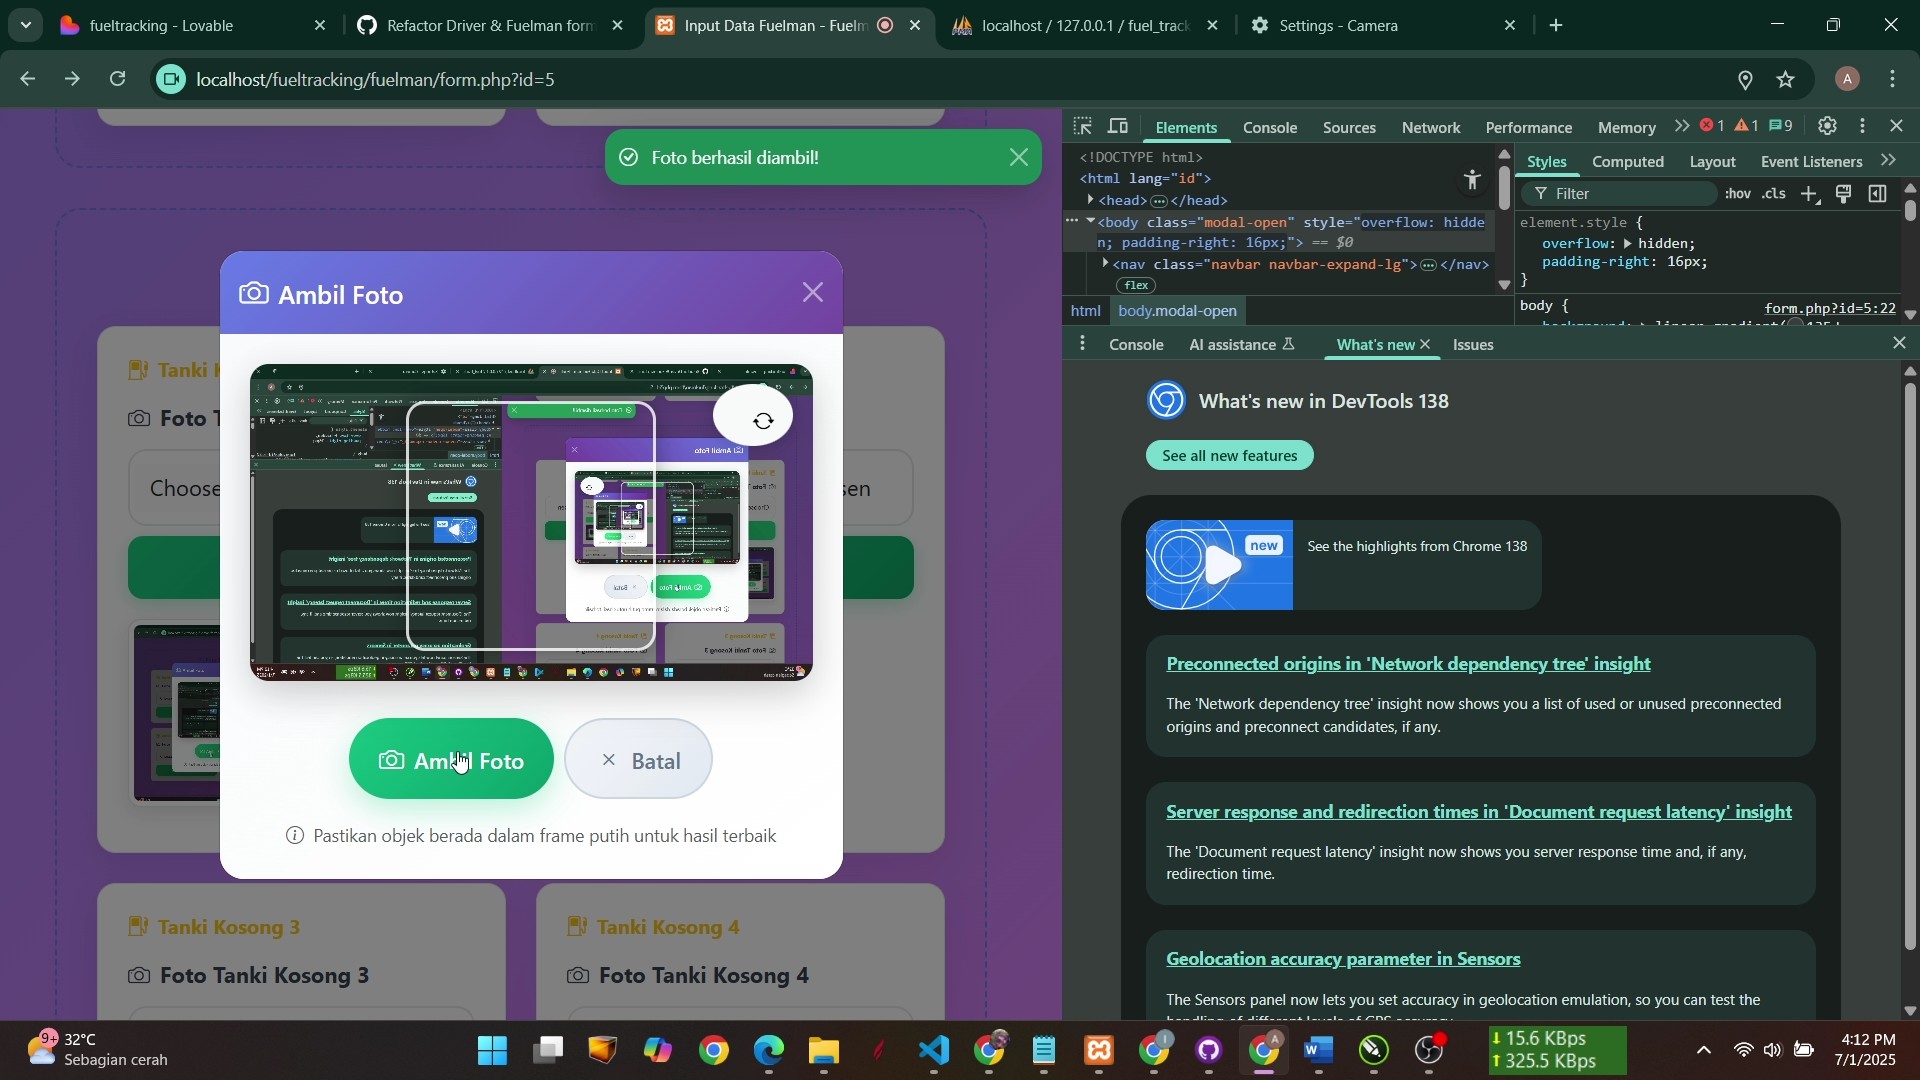 fueltracking - Lovable
Refactor Driver & Fuelman form
Input Data Fuelman - Fuelm
localhost / 127.0.0.1 / fuel_track
Settings - Camera
localhost/fueltracking/fuelman/form.php?id=5
A
Foto berhasil diambil!
Ambil Foto
Tanki
Foto T
Choose
sen
Ambil Foto
Batal
Pastikan objek berada dalam frame putih untuk hasil terbaik
Tanki Kosong 3
Tanki Kosong 4
Foto Tanki Kosong 3
Foto Tanki Kosong 4
Elements
Console
Sources
Network
Performance
Memory
1
1
9
<!DOCTYPE html>
<html lang="id">
<head> </head>
<body class="modal-open" style="overflow: hidde
n; padding-right: 16px;"> == $0
<nav class="navbar navbar-expand-lg"> </nav>
flex
html
body.modal-open
Styles
Computed
Layout
Event Listeners
Filter
:hov
.cls
element.style {
overflow: hidden;
padding-right: 16px;
}
body {
form.php?id=5:22
Console
AI assistance
What's new
Issues
What's new in DevTools 138
See all new features
new
See the highlights from Chrome 138
Preconnected origins in 'Network dependency tree' insight
The 'Network dependency tree' insight now shows you a list of used or unused preconnected
origins and preconnect candidates, if any.
Server response and redirection times in 'Document request latency' insight
The 'Document request latency' insight now shows you server response time and, if any,
redirection time.
Geolocation accuracy parameter in Sensors
The Sensors panel now lets you set accuracy in geolocation emulation, so you can test the
9+
32°C
Sebagian cerah
15.6 KBps
325.5 KBps
4:12 PM
7/1/2025